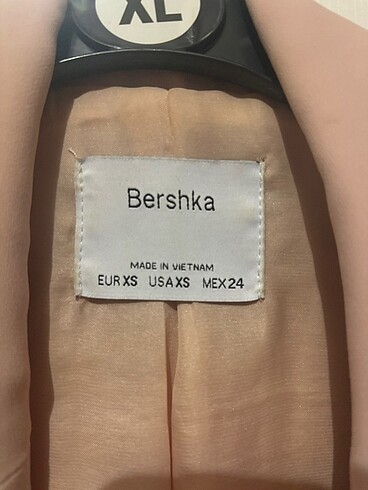 XL
Bershka
MADE IN VIETNAM
EUR XS USA XS MEX 24